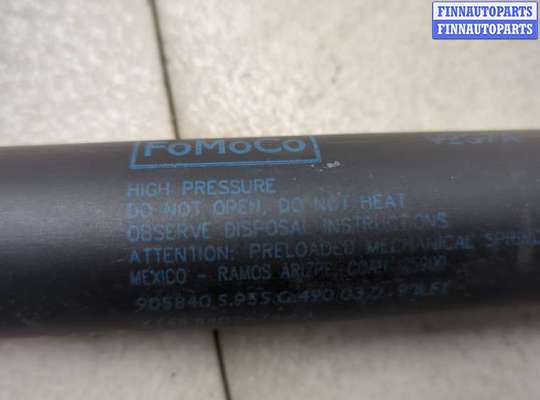 FINNAUTOPARTS
FINNAUTOPARTS
FoMoCo
HIGH PRESSURE
DO NOT OPEN, DO NOT HEAT
OBSERVE DISPOSAL INSTRUCTIONS
ATTENTION: PRELOADED MECHANICAL
MEXICO - RAMOS ARIZPE,
905840